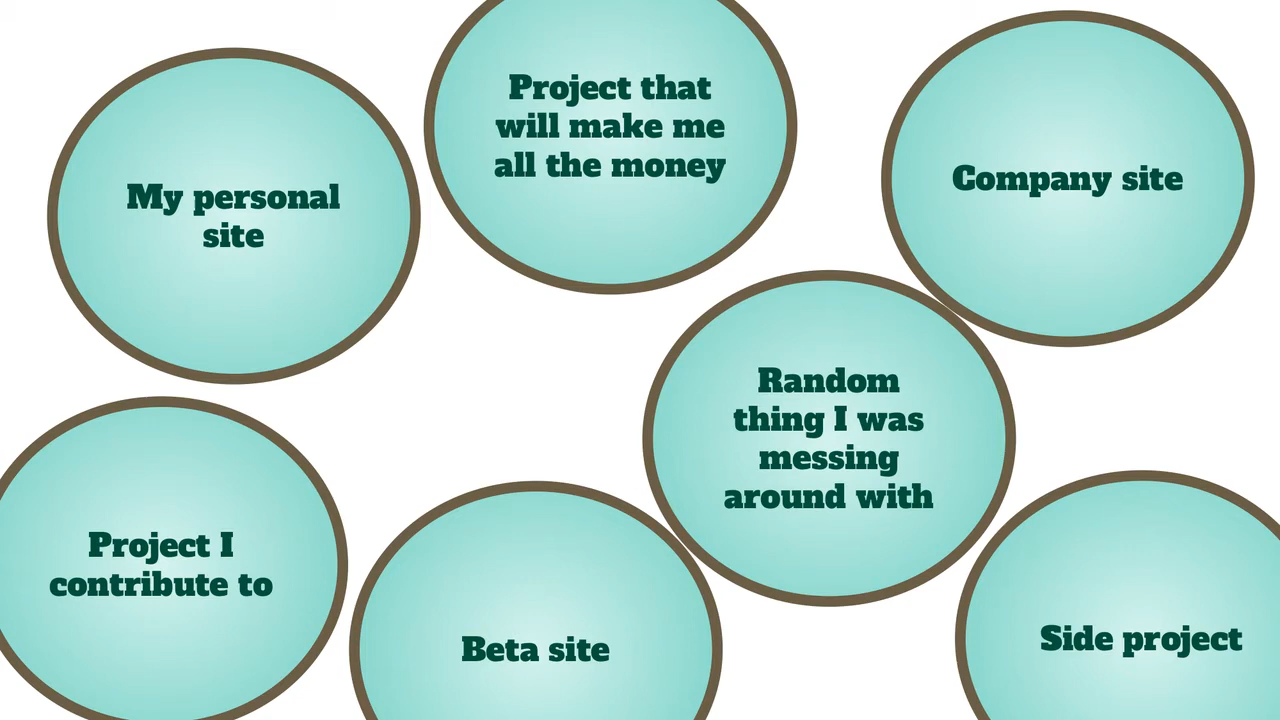 Project that
will make me
all the money
My personal
site
Company site
Random
thing I was
messing
around with
Project I
contribute to
Beta site
Side project